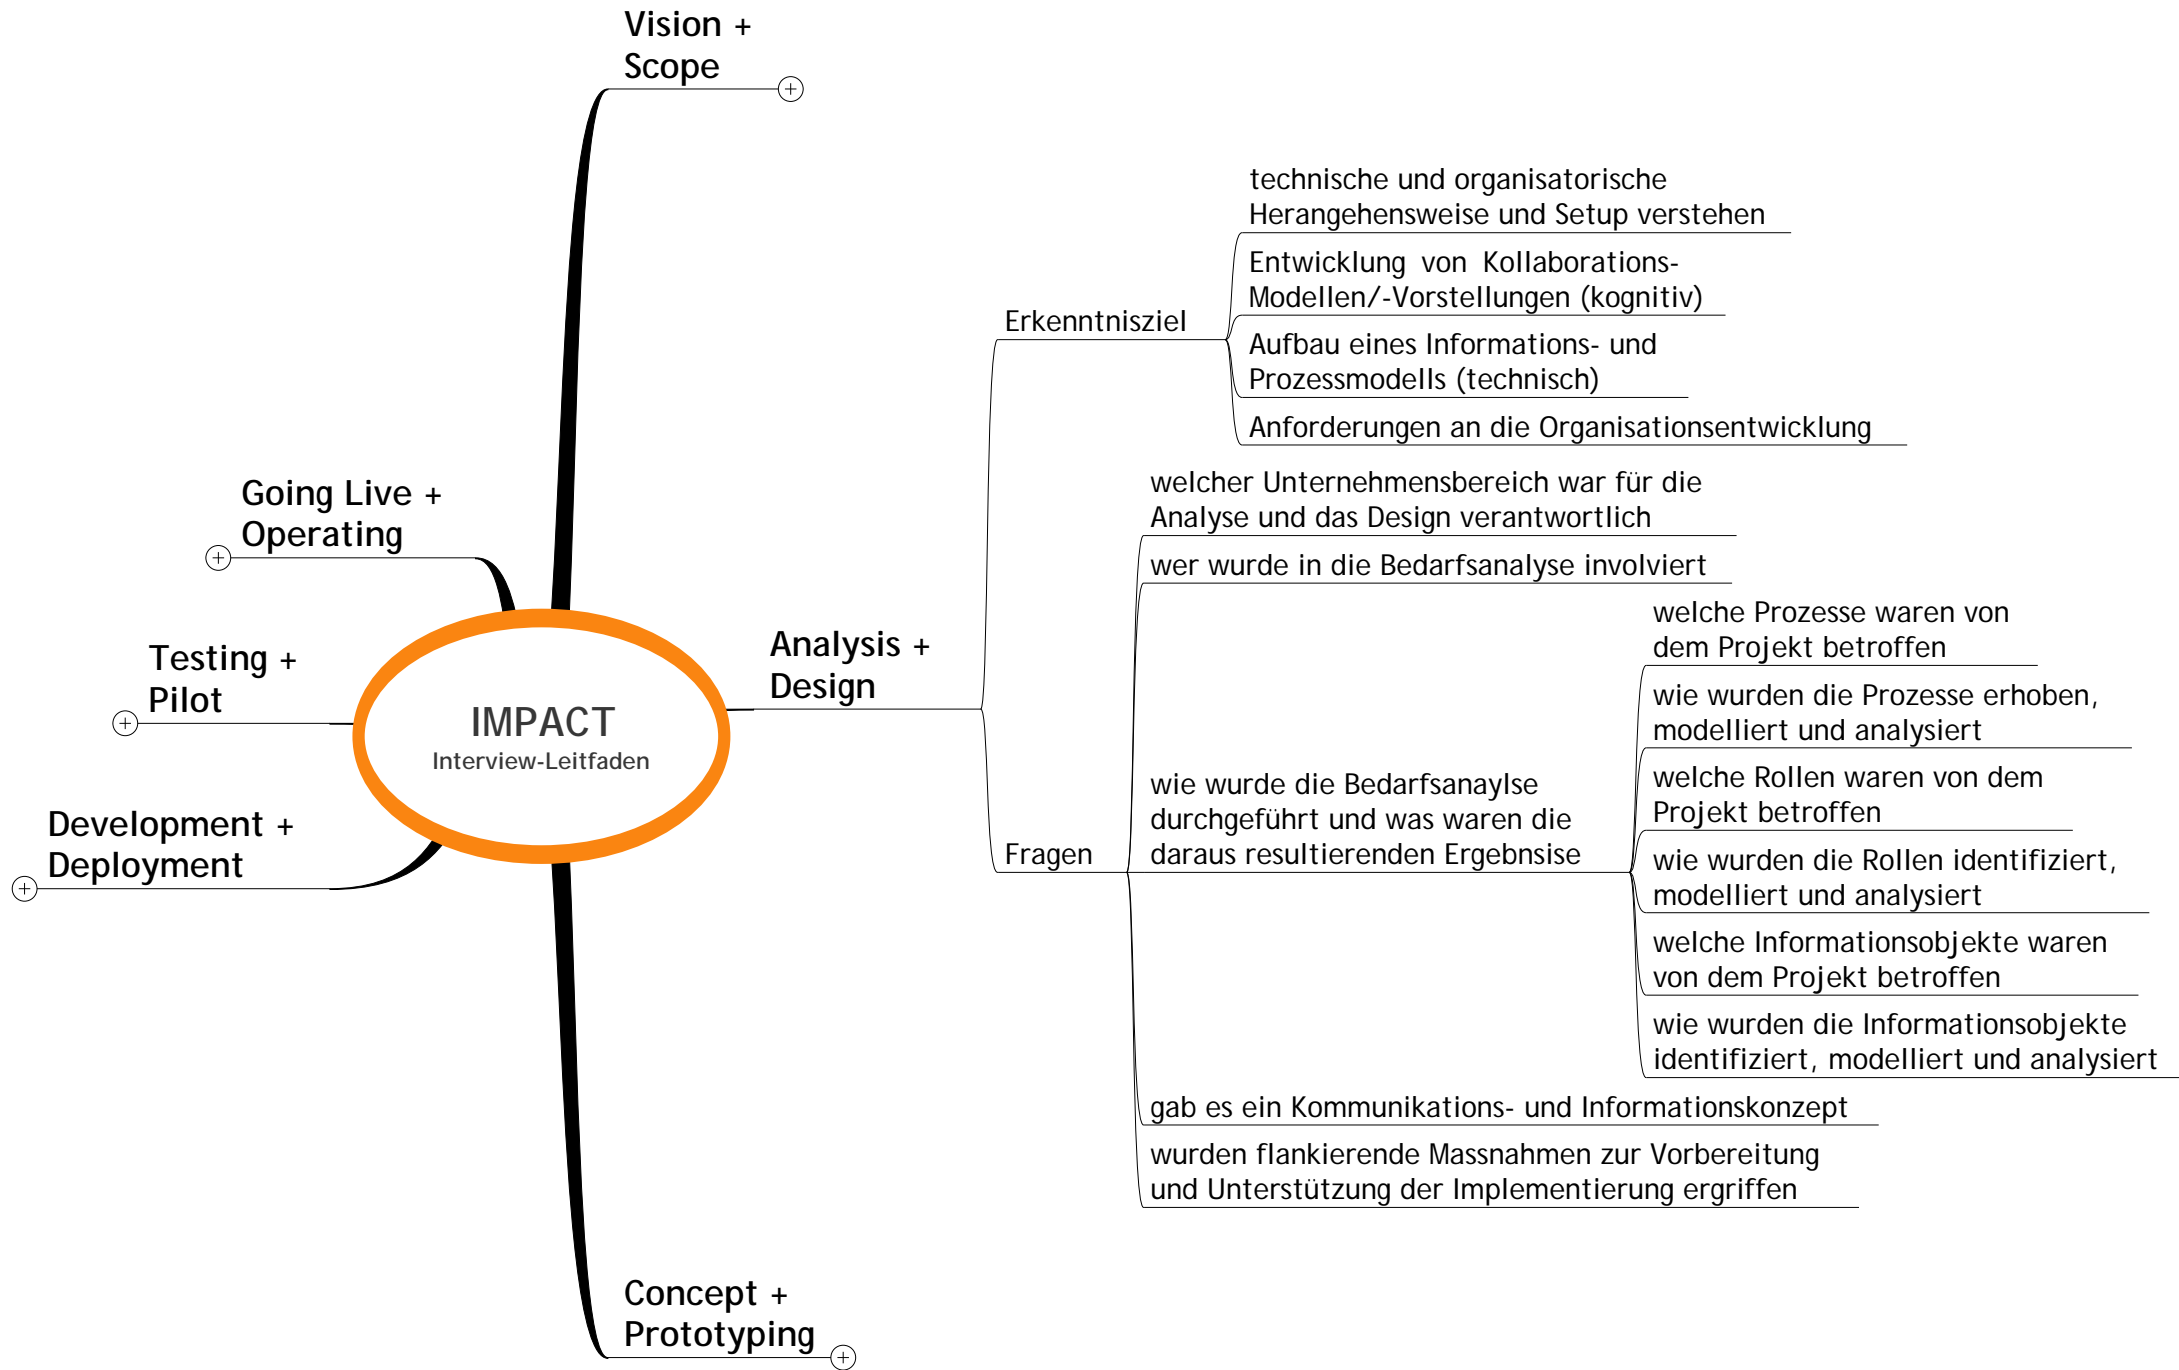 Vision +
Scope
technische und organisatorische
Herangehensweise und Setup verstehen
Entwicklung von Kollaborations-
Modellen/-Vorstellungen (kognitiv)
Erkenntnisziel
Aufbau eines Informations- und
Prozessmodells (technisch)
Anforderungen an die Organisationsentwicklung
welcher Unternehmensbereich war für die
Analyse und das Design verantwortlich
wer wurde in die Bedarfsanalyse involviert
Going Live +
Operating
Testing +
Pilot
IMPACT
Interview-Leitfaden
Analysis +
Design
Development +
Deployment
Fragen
wie wurde die Bedarfsanaylse
durchgeführt und was waren die
daraus resultierenden Ergebnsise
welche Prozesse waren von
dem Projekt betroffen
wie wurden die Prozesse erhoben,
modelliert und analysiert
welche Rollen waren von dem
Projekt betroffen
wie wurden die Rollen identifiziert,
modelliert und analysiert
welche Informationsobjekte waren
von dem Projekt betroffen
wie wurden die Informationsobjekte
identifiziert, modelliert und analysiert
gab es ein Kommunikations- und Informationskonzept
wurden flankierende Massnahmen zur Vorbereitung
und Unterstützung der Implementierung ergriffen
Concept +
Prototyping